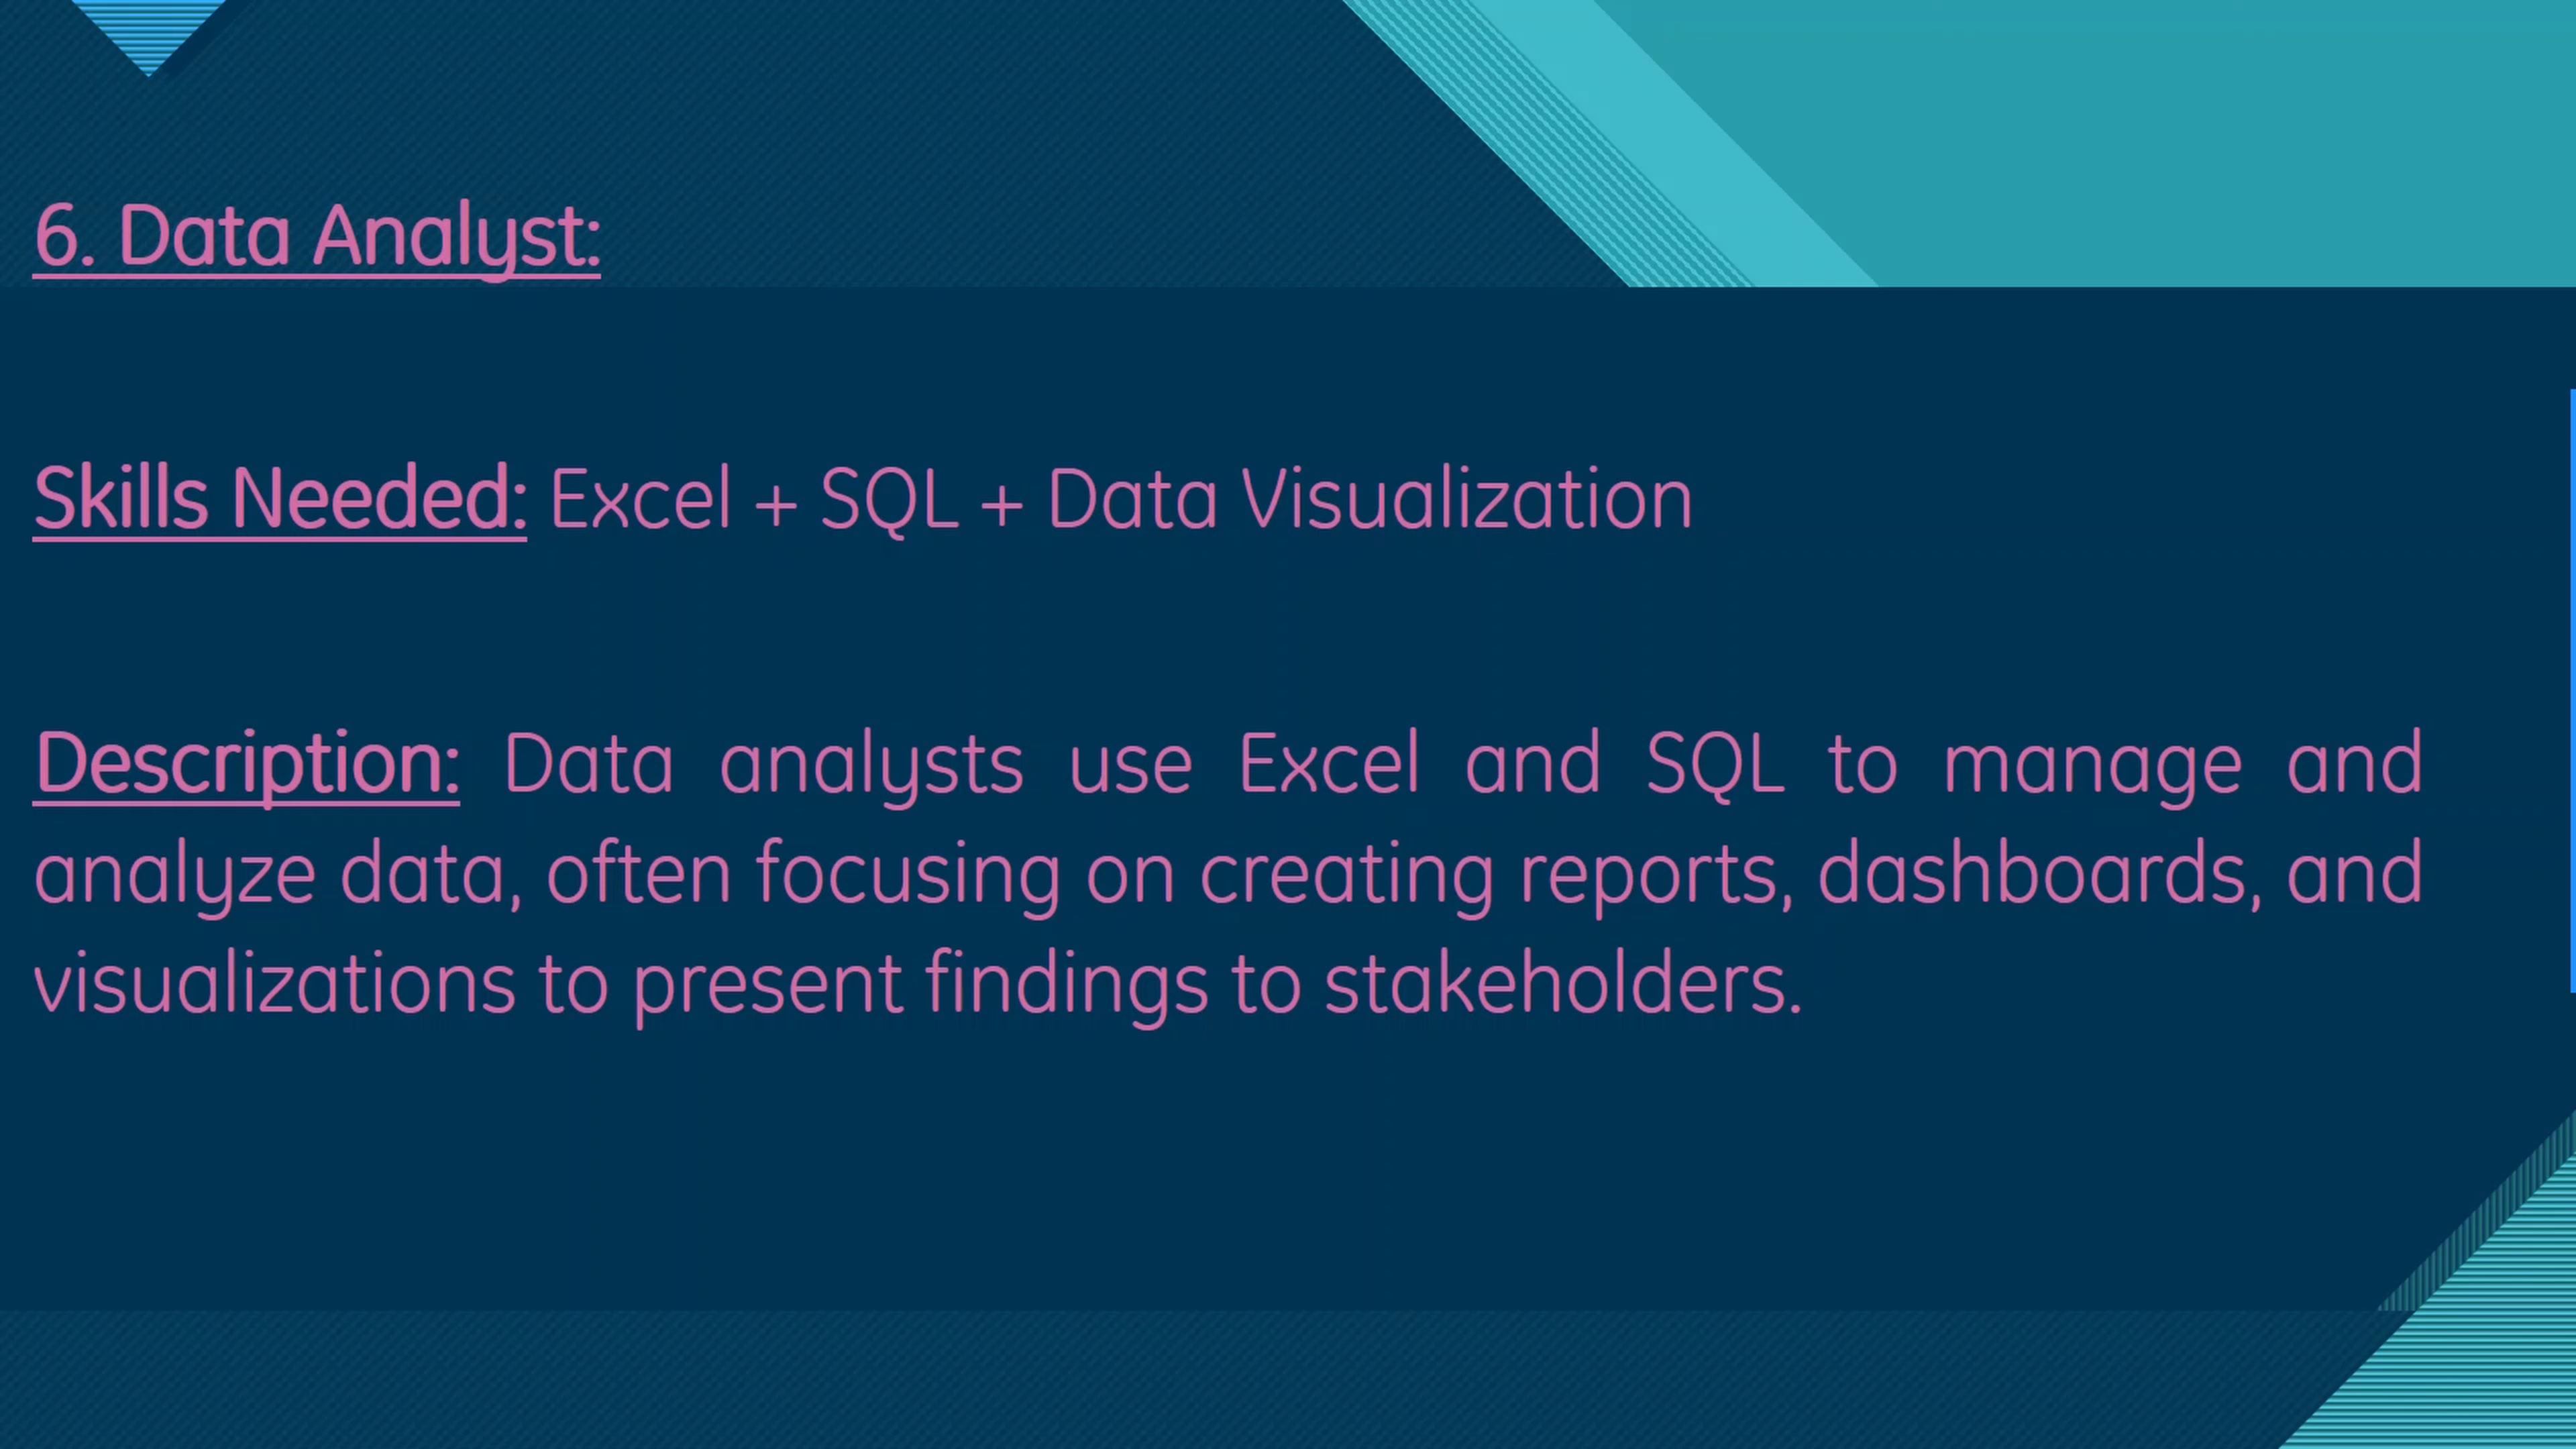 6. Data Analyst:
Skills Needed: Excel + SQL + Data Visualization
Description: Data analysts use Excel and SQL to manage and
analyze data, often focusing on creating reports, dashboards, and
visualizations to present findings to stakeholders.